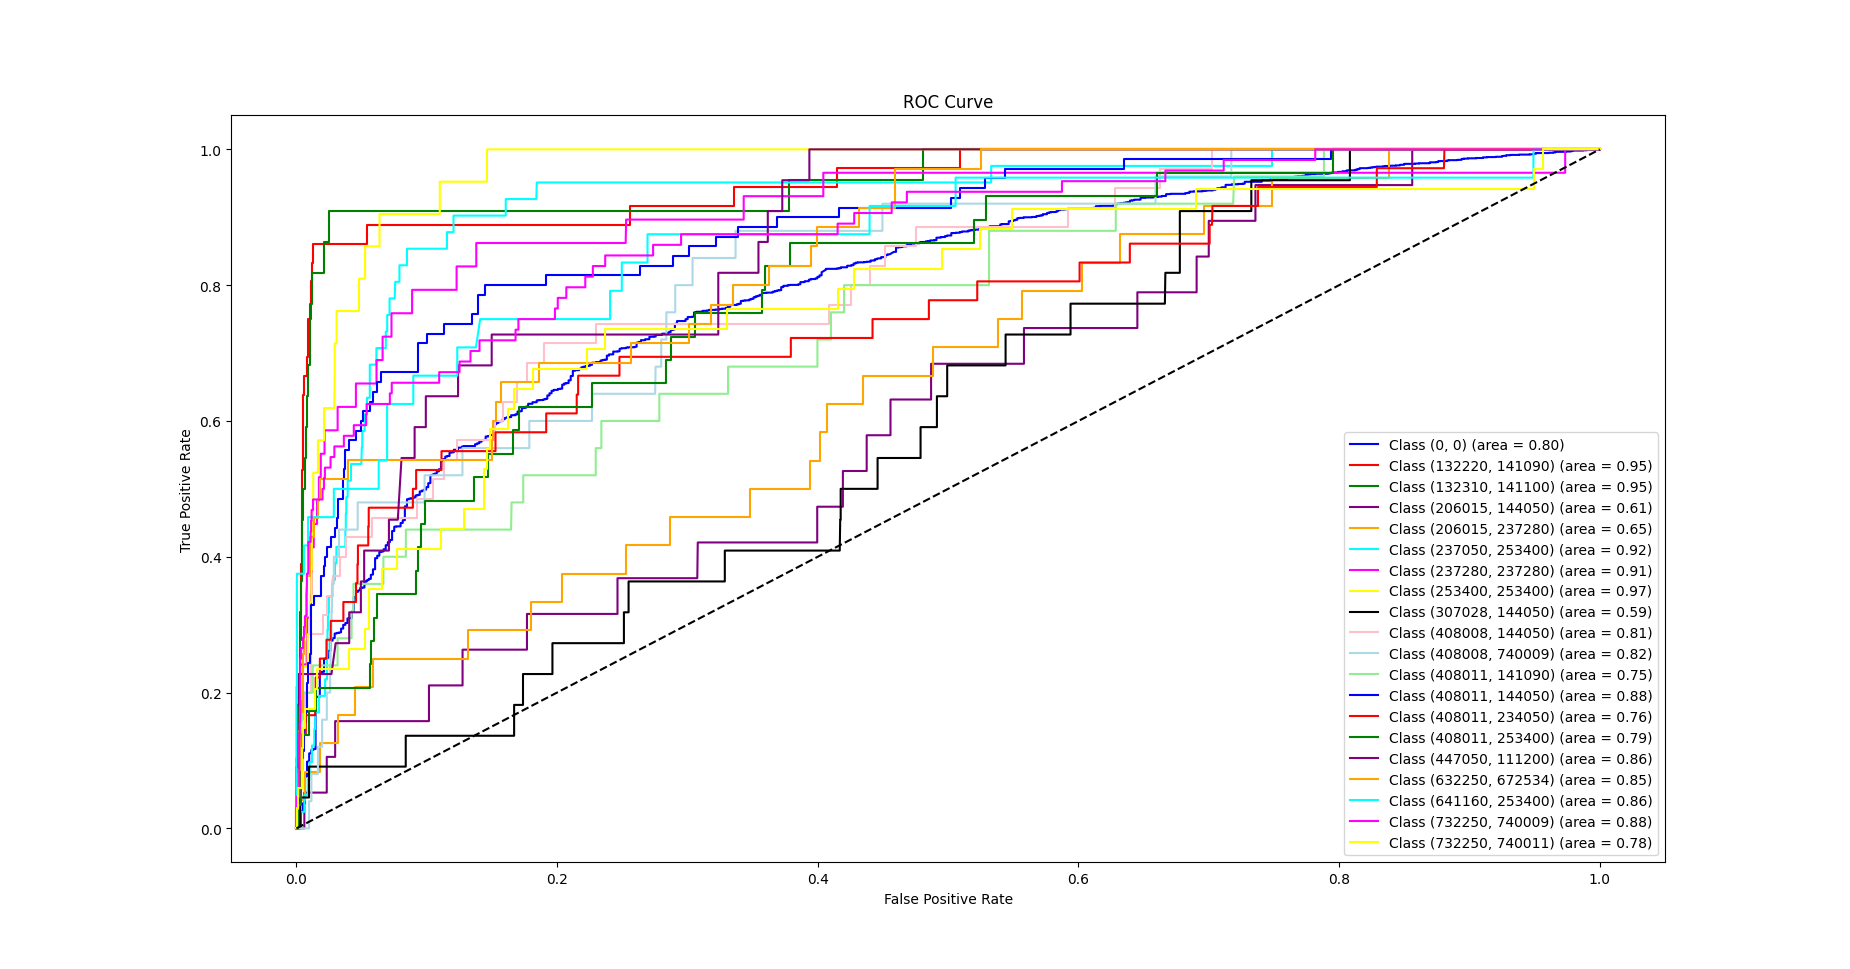 ROC Curve
1.0
0.8
0.6
0.4
0.2
0.0
True Positive Rate
0.0 0.2 0.4 0.6 0.8 1.0
False Positive Rate
Class (0, 0) (area = 0.80)
Class (132220, 141090) (area = 0.95)
Class (132310, 141100) (area = 0.95)
Class (206015, 144050) (area = 0.61)
Class (206015, 237280) (area = 0.65)
Class (237050, 253400) (area = 0.92)
Class (237280, 237280) (area = 0.91)
Class (253400, 253400) (area = 0.97)
Class (307028, 144050) (area = 0.59)
Class (408008, 144050) (area = 0.81)
Class (408008, 740009) (area = 0.82)
Class (408011, 141090) (area = 0.75)
Class (408011, 144050) (area = 0.88)
Class (408011, 234050) (area = 0.76)
Class (408011, 253400) (area = 0.79)
Class (447050, 111200) (area = 0.86)
Class (632250, 672534) (area = 0.85)
Class (641160, 253400) (area = 0.86)
Class (732250, 740009) (area = 0.88)
Class (732250, 740011) (area = 0.78)